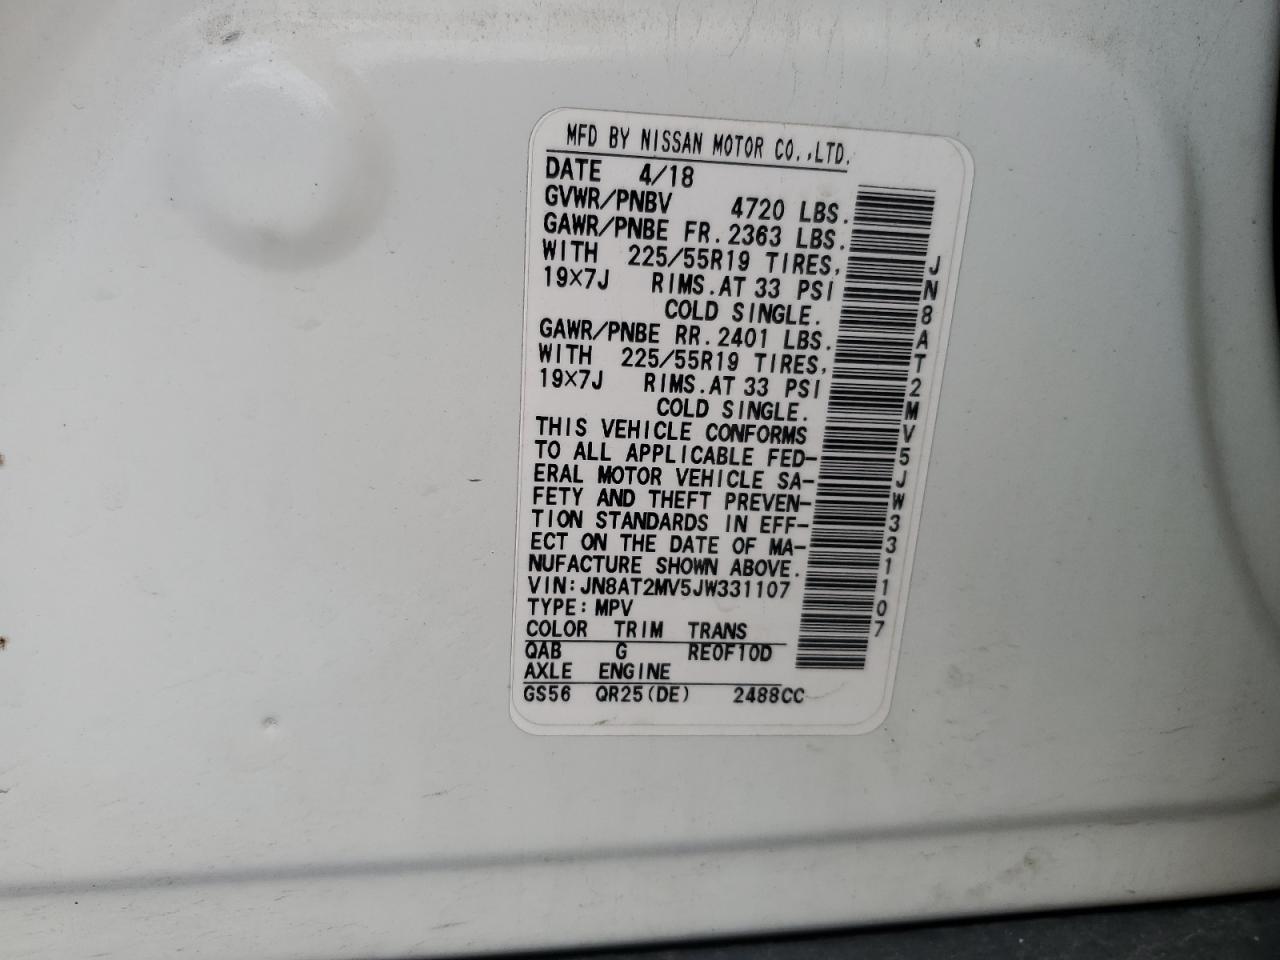 MFD BY NISSAN MOTOR CO.,LTD.
DATE 4/18
GVWR/PNBV 4720 LBS.
GAWR/PNBE FR.2363 LBS.
WITH 225/55R19 TIRES,
19X7J RIMS.AT 33 PSI
COLD SINGLE.
GAWR/PNBE RR.2401 LBS.
WITH 225/55R19 TIRES,
19X7J RIMS.AT 33 PSI
COLD SINGLE.
THIS VEHICLE CONFORMS
TO ALL APPLICABLE FED-
ERAL MOTOR VEHICLE SA-
FETY AND THEFT PREVEN-
TION STANDARDS IN EFF-
ECT ON THE DATE OF MA-
NUFACTURE SHOWN ABOVE.
VIN:JN8AT2MV5JW331107
TYPE:MPV
COLOR TRIM TRANS
QAB G RE0F10D
AXLE ENGINE
GS56 QR25(DE) 2488CC
JN8AT2MV5JW331107